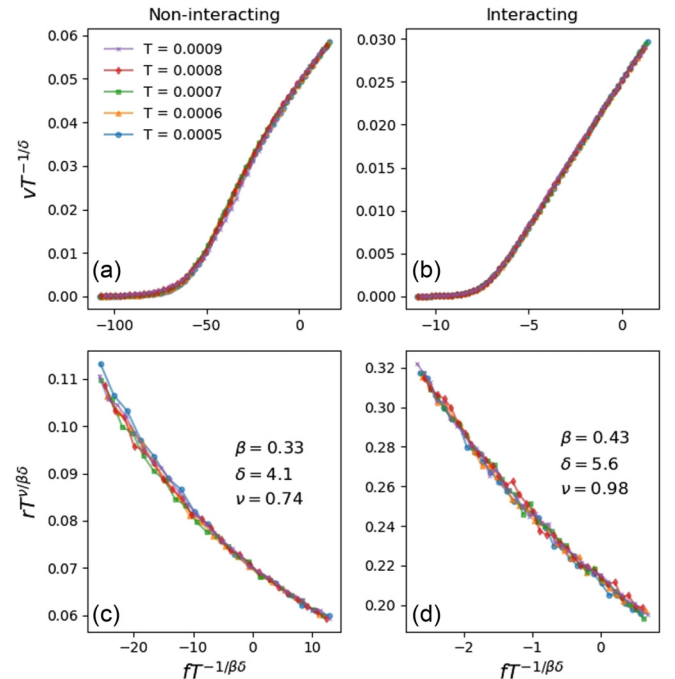 Non-interacting
Interacting
0.06
0.05
0.04
0.03
0.02
0.01
0.00
vT^{-1/δ}
T = 0.0009
T = 0.0008
T = 0.0007
T = 0.0006
T = 0.0005
(a)
−100
−50
0
0.030
0.025
0.020
0.015
0.010
0.005
0.000
(b)
−10
−5
0
0.11
0.10
0.09
0.08
0.07
0.06
rT^{ν/βδ}
β = 0.33
δ = 4.1
ν = 0.74
(c)
−20
−10
0
10
fT^{-1/βδ}
0.32
0.30
0.28
0.26
0.24
0.22
0.20
β = 0.43
δ = 5.6
ν = 0.98
(d)
−2
−1
0
fT^{-1/βδ}